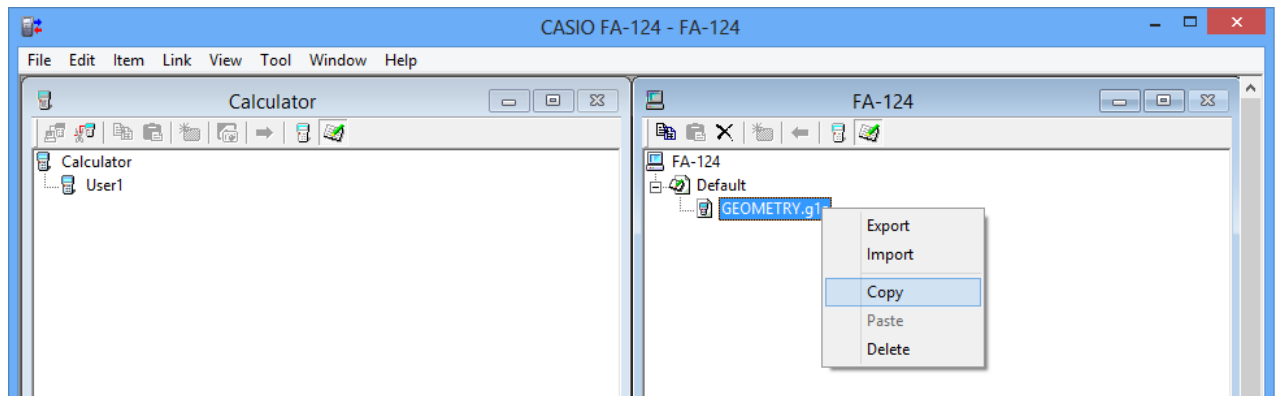 CASIO FA-124 - FA-124
File Edit Item Link View Tool Window Help
Calculator
Calculator
User1
FA-124
FA-124
Default
GEOMETRY.g1
Export
Import
Copy
Paste
Delete